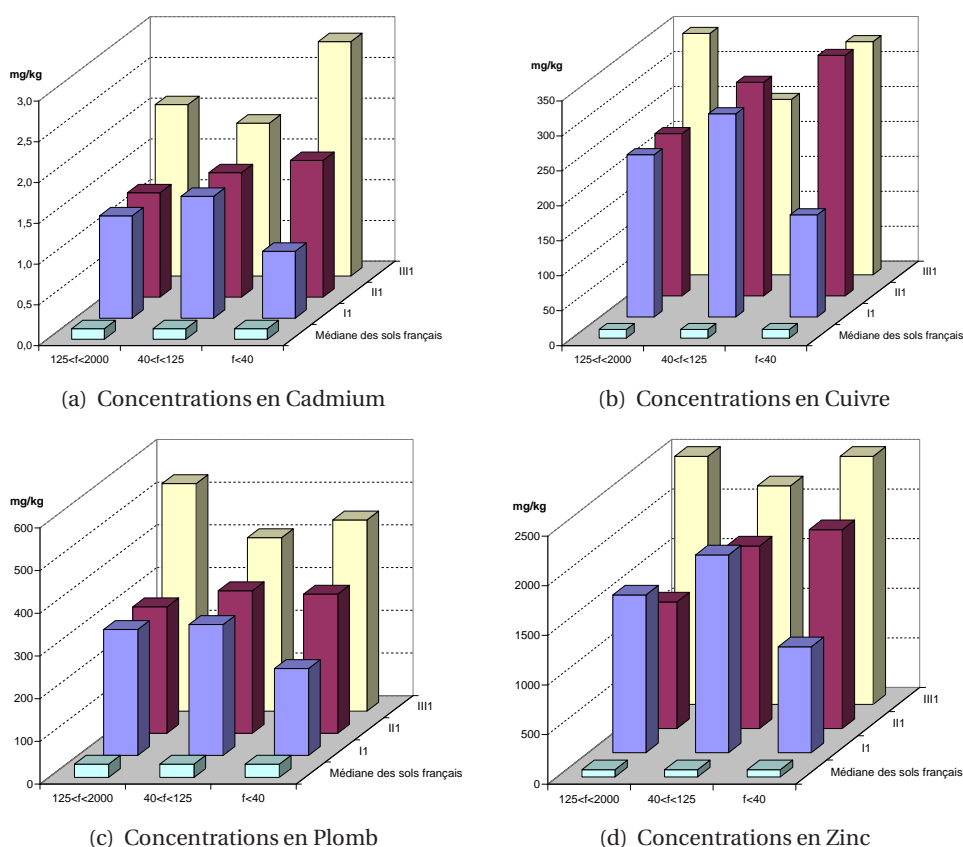 mg/kg
3,0
2,5
2,0
1,5
1,0
0,5
0,0
125<f<2000 40<f<125 f<40
III1
II1
I1
Médiane des sols français
(a) Concentrations en Cadmium
mg/kg
350
300
250
200
150
100
50
0
125<f<2000 40<f<125 f<40
III1
II1
I1
Médiane des sols français
(b) Concentrations en Cuivre
mg/kg
600
500
400
300
200
100
0
125<f<2000 40<f<125 f<40
III1
II1
I1
Médiane des sols français
(c) Concentrations en Plomb
mg/kg
2500
2000
1500
1000
500
0
125<f<2000 40<f<125 f<40
III1
II1
I1
Médiane des sols français
(d) Concentrations en Zinc